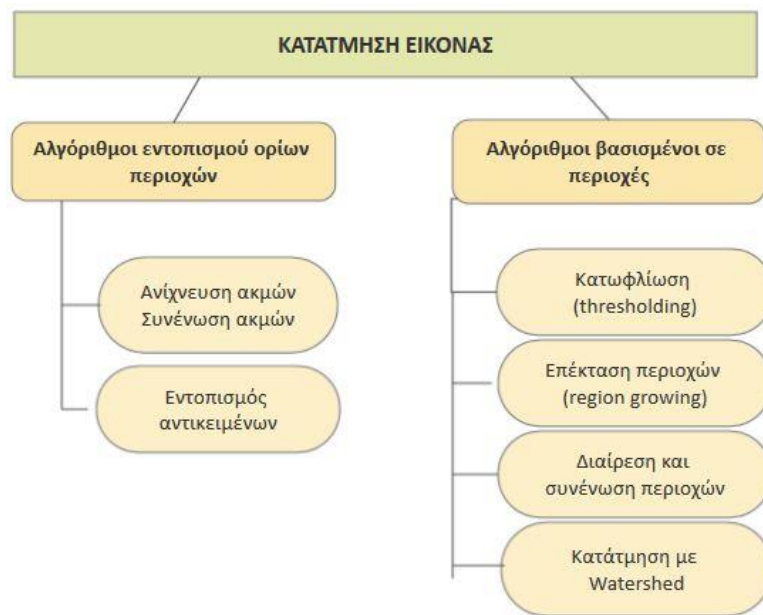 ΚΑΤΑΤΜΗΣΗ ΕΙΚΟΝΑΣ
Αλγόριθμοι εντοπισμού ορίων
περιοχών
Ανίχνευση ακμών
Συνένωση ακμών
Εντοπισμός
αντικειμένων
Αλγόριθμοι βασισμένοι σε
περιοχές
Κατωφλίωση
(thresholding)
Επέκταση περιοχών
(region growing)
Διαίρεση και
συνένωση περιοχών
Κατάτμηση με
Watershed